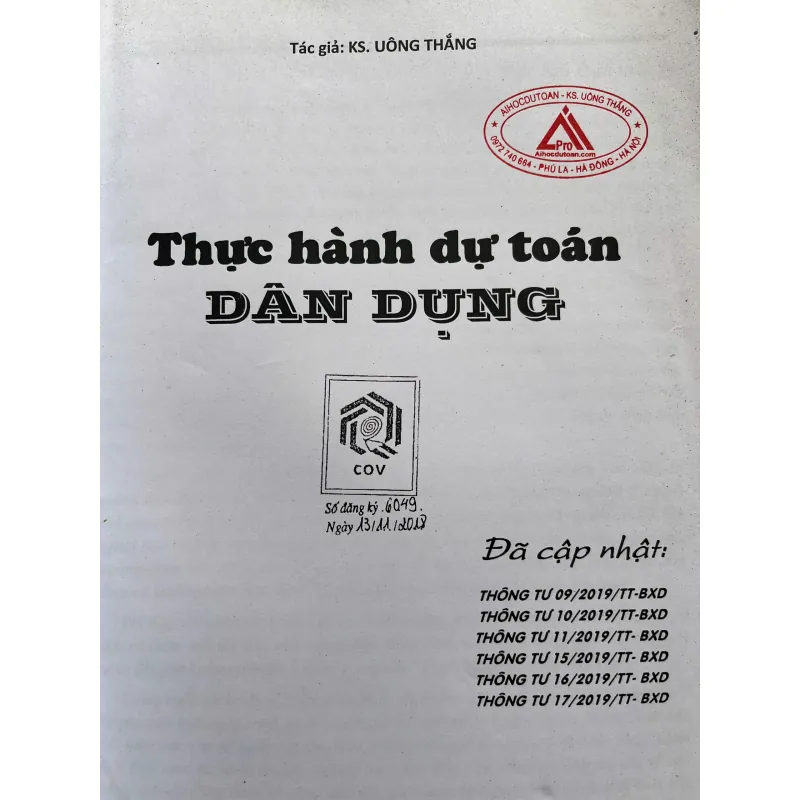 Tác giả: KS. UÔNG THẮNG
AIHOCDUTOAN - KS. UÔNG THẮNG
Pro
Aihocdutoan.com
0972 740 664 - PHÚ LA - HÀ ĐÔNG - HÀ NỘI
Thực hành dự toán
DÂN DỤNG
COV
Số đăng ký .6049.
Ngày 13/11/2018
Đã cập nhật:
THÔNG TƯ 09/2019/TT-BXD
THÔNG TƯ 10/2019/TT-BXD
THÔNG TƯ 11/2019/TT- BXD
THÔNG TƯ 15/2019/TT- BXD
THÔNG TƯ 16/2019/TT- BXD
THÔNG TƯ 17/2019/TT- BXD